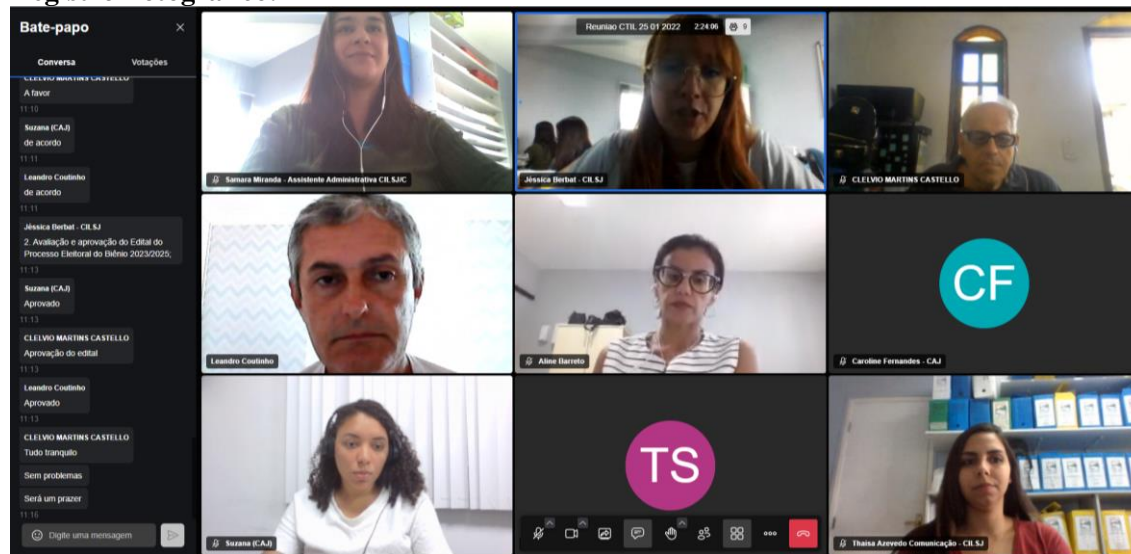 Bate-papo
Conversa
Votações
CLELVIO MARTINS CASTELLO
A favor
11:10
Suzana (CAJ)
de acordo
11:11
Leandro Coutinho
de acordo
11:11
Jéssica Berbat - CILSJ
2. Avaliação e aprovação do Edital do
Processo Eleitoral do Biênio 2023/2025;
11:13
Suzana (CAJ)
Aprovado
11:13
CLELVIO MARTINS CASTELLO
Aprovação do edital
11:13
Leandro Coutinho
Aprovado
11:13
CLELVIO MARTINS CASTELLO
Tudo tranquilo
Sem problemas
Será um prazer
11:16
Digite uma mensagem
Reuniao CTIL 25 01 2022 2:24:06 9
Samara Miranda - Assistente Administrativa CILSJ/C
Jéssica Berbat - CILSJ
CLELVIO MARTINS CASTELLO
Leandro Coutinho
Aline Barreto
CF
Caroline Fernandes - CAJ
Suzana (CAJ)
TS
Thaisa Azevedo Comunicação - CILSJ